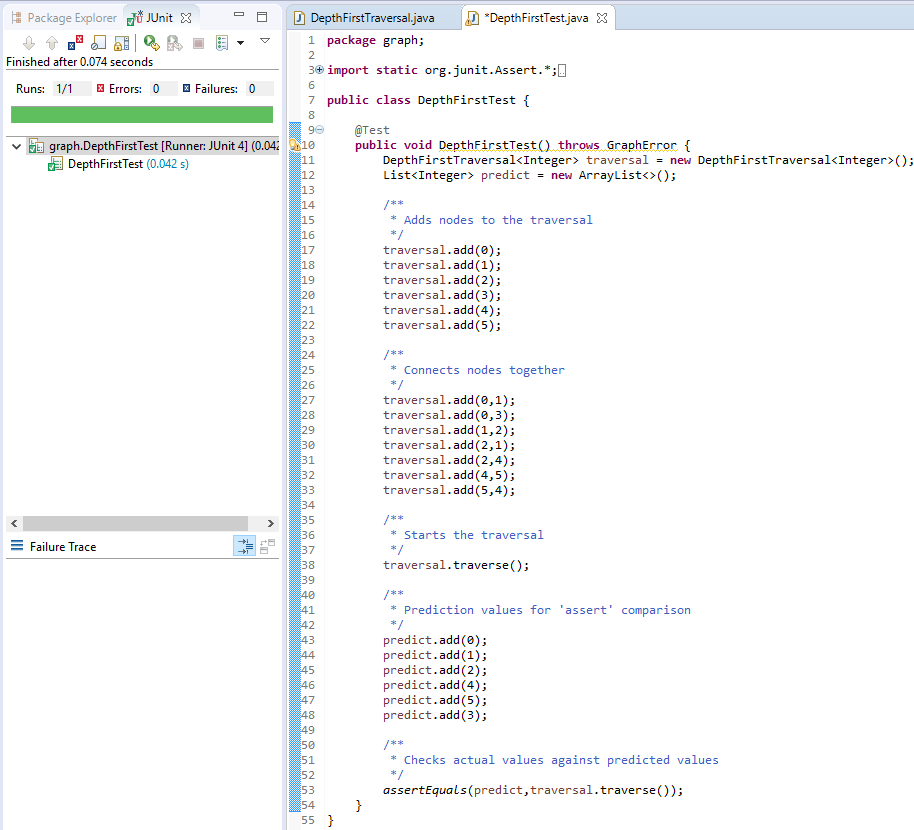 Package Explorer JUnit
Finished after 0.074 seconds
Runs: 1/1 Errors: 0 Failures: 0
graph.DepthFirstTest [Runner: JUnit 4] (0.042
DepthFirstTest (0.042 s)
Failure Trace
DepthFirstTraversal.java *DepthFirstTest.java
1 package graph;
2
3 import static org.junit.Assert.*;
6
7 public class DepthFirstTest {
8
9 @Test
10 public void DepthFirstTest() throws GraphError {
11 DepthFirstTraversal<Integer> traversal = new DepthFirstTraversal<Integer>();
12 List<Integer> predict = new ArrayList<>();
13
14 /**
15 * Adds nodes to the traversal
16 */
17 traversal.add(0);
18 traversal.add(1);
19 traversal.add(2);
20 traversal.add(3);
21 traversal.add(4);
22 traversal.add(5);
23
24 /**
25 * Connects nodes together
26 */
27 traversal.add(0,1);
28 traversal.add(0,3);
29 traversal.add(1,2);
30 traversal.add(2,1);
31 traversal.add(2,4);
32 traversal.add(4,5);
33 traversal.add(5,4);
34
35 /**
36 * Starts the traversal
37 */
38 traversal.traverse();
39
40 /**
41 * Prediction values for 'assert' comparison
42 */
43 predict.add(0);
44 predict.add(1);
45 predict.add(2);
46 predict.add(4);
47 predict.add(5);
48 predict.add(3);
49
50 /**
51 * Checks actual values against predicted values
52 */
53 assertEquals(predict,traversal.traverse());
54 }
55 }